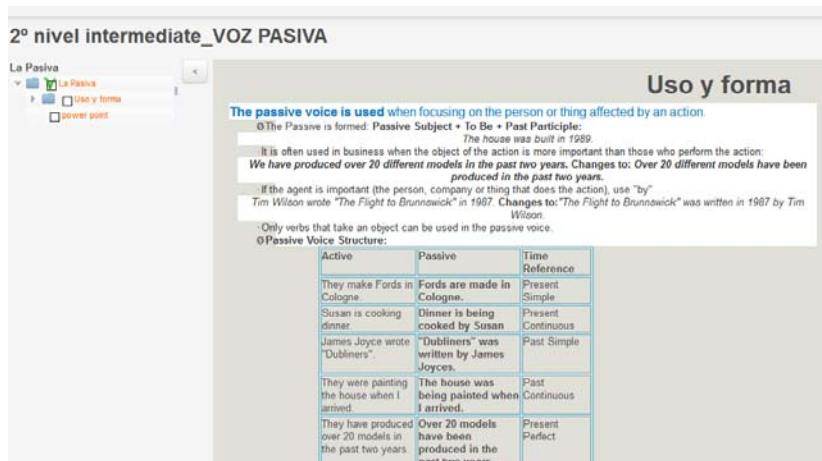 2º nivel intermediate_VOZ PASIVA
La Pasiva
La Pasiva
Uso y forma
power point
<
Uso y forma
The passive voice is used when focusing on the person or thing affected by an action.
The Passive is formed: Passive Subject + To Be + Past Participle:
The house was built in 1989.
·It is often used in business when the object of the action is more important than those who perform the action:
We have produced over 20 different models in the past two years. Changes to: Over 20 different models have been
produced in the past two years.
·If the agent is important (the person, company or thing that does the action), use "by"
Tim Wilson wrote "The Flight to Brunnswick" in 1987. Changes to:"The Flight to Brunnswick" was written in 1987 by Tim
Wilson.
·Only verbs that take an object can be used in the passive voice.
Passive Voice Structure:
Active Passive Time
Reference
They make Fords in Fords are made in Present
Cologne. Cologne. Simple
Susan is cooking Dinner is being Present
dinner. cooked by Susan Continuous
James Joyce wrote "Dubliners" was Past Simple
"Dubliners". written by James
Joyces.
They were painting The house was Past
the house when I being painted when Continuous
arrived. I arrived.
They have produced Over 20 models Present
over 20 models in have been Perfect
the past two years. produced in the
past two years